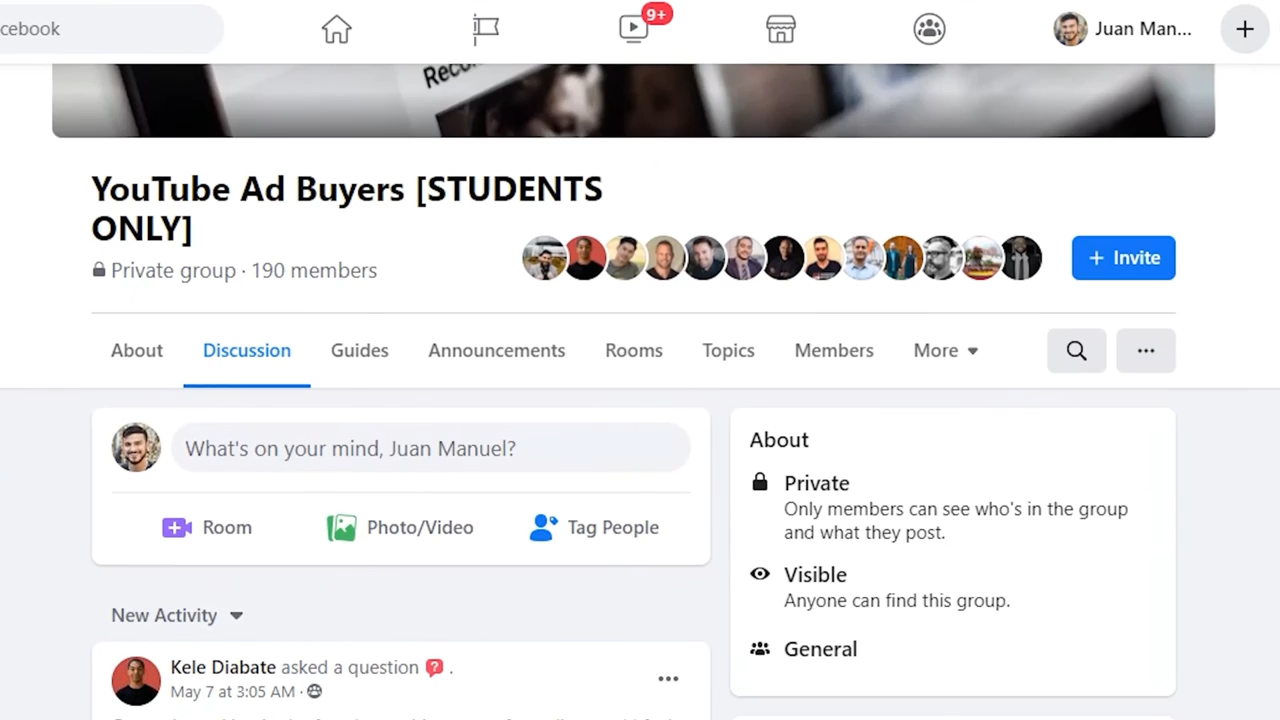 cebook
9+
Juan Man...
YouTube Ad Buyers [STUDENTS
ONLY]
Private group · 190 members
+ Invite
About
Discussion
Guides
Announcements
Rooms
Topics
Members
More
What's on your mind, Juan Manuel?
Room
Photo/Video
Tag People
New Activity
Kele Diabate asked a question
.
May 7 at 3:05 AM ·
About
Private
Only members can see who's in the group
and what they post.
Visible
Anyone can find this group.
General